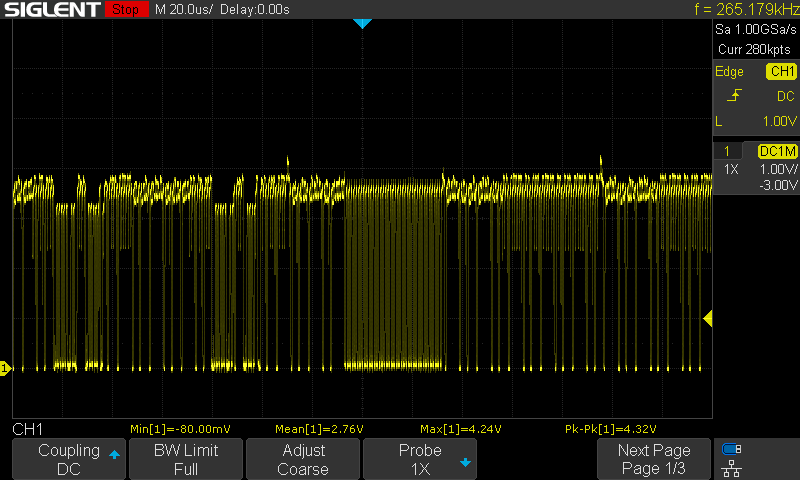 SIGLENT Stop M 20.0us/ Delay:0.00s f = 265.179kHz
Sa 1.00GSa/s
Curr 280kpts
Edge CH1
DC
L 1.00V
1 DC1M
1X 1.00V/
-3.00V
1
CH1 Min[1]=-80.00mV Mean[1]=2.76V Max[1]=4.24V Pk-Pk[1]=4.32V
Coupling BW Limit Adjust Probe Next Page
DC Full Coarse 1X Page 1/3